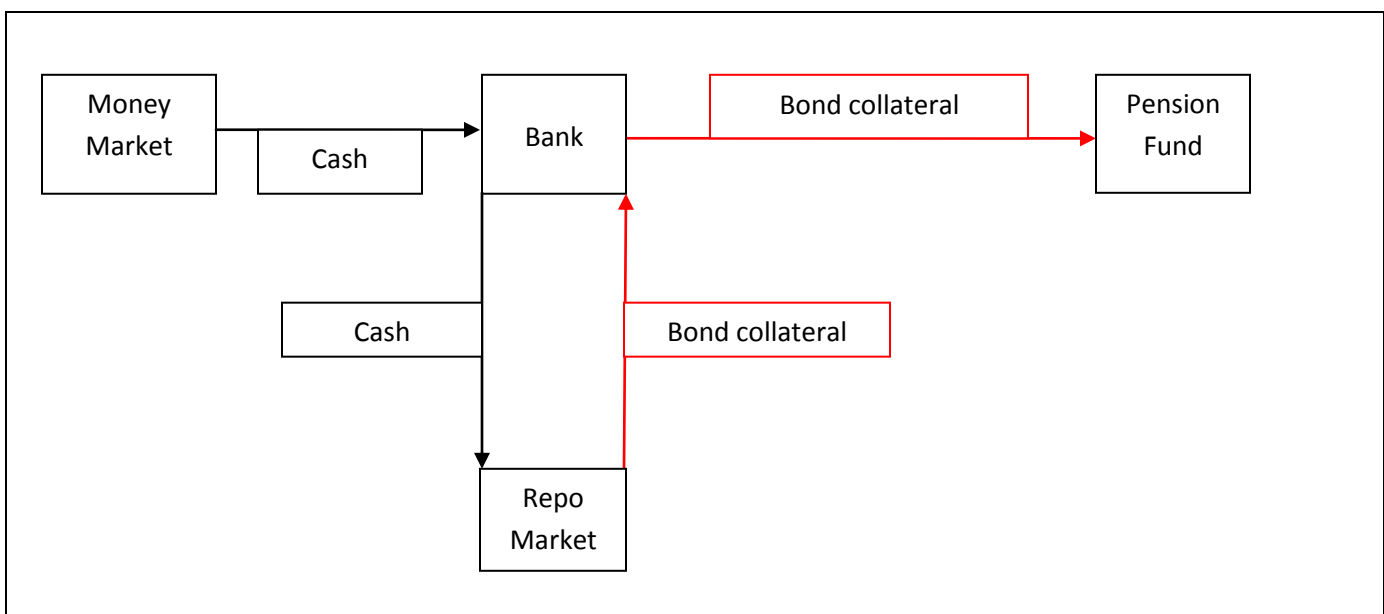 Money
Market
Cash
Bank
Bond collateral
Pension
Fund
Cash
Bond collateral
Repo
Market